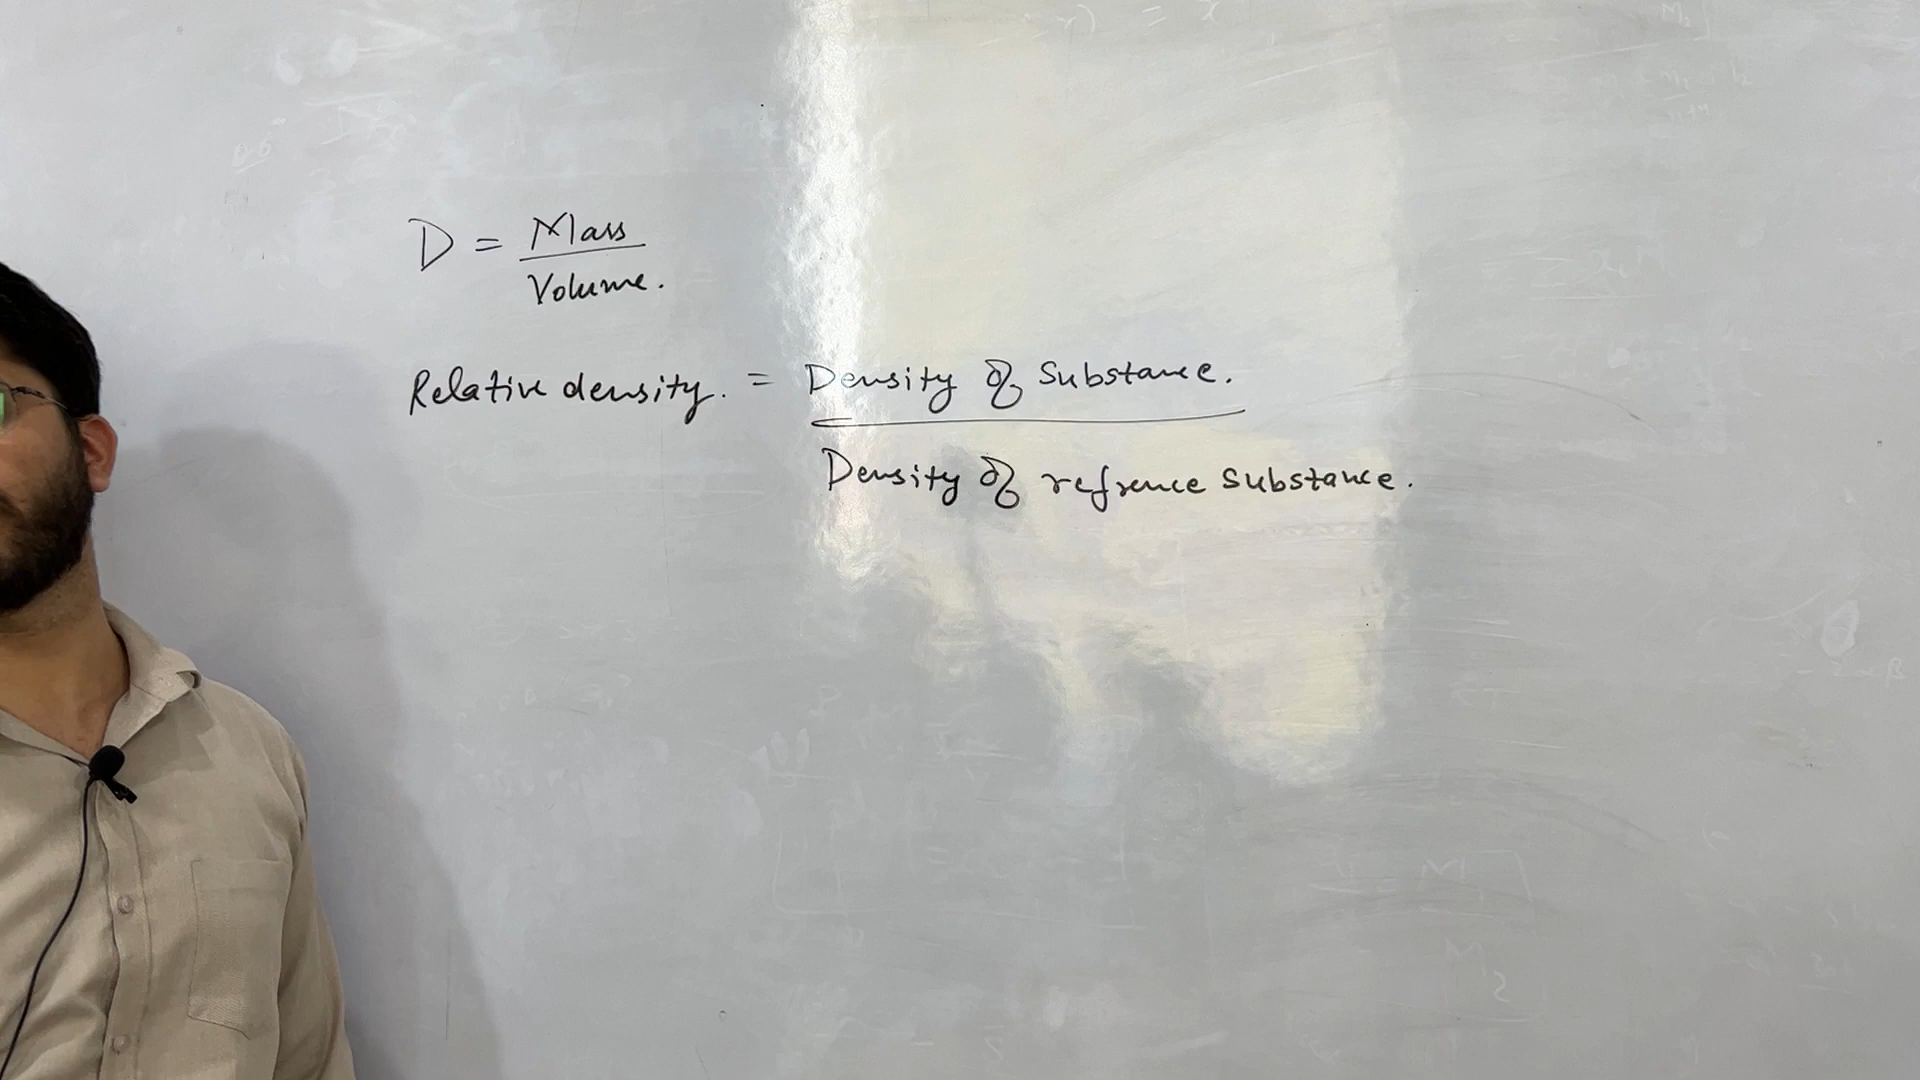 D = Mass
Volume.
Relative density. = Density of Substance.
Density of refrence substance.